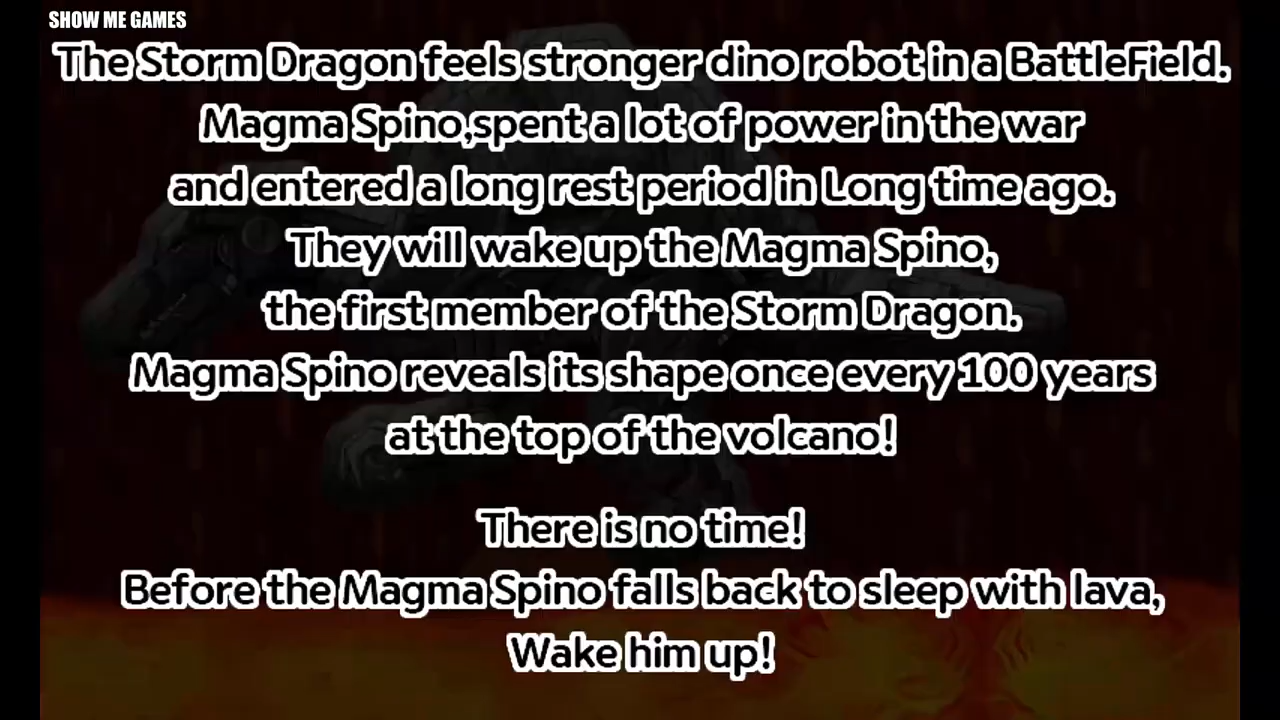 SHOW ME GAMES
The Storm Dragon feels stronger dino robot in a BattleField.
Magma Spino,spent a lot of power in the war
and entered a long rest period in Long time ago.
They will wake up the Magma Spino,
the first member of the Storm Dragon.
Magma Spino reveals its shape once every 100 years
at the top of the volcano!
There is no time!
Before the Magma Spino falls back to sleep with lava,
Wake him up!